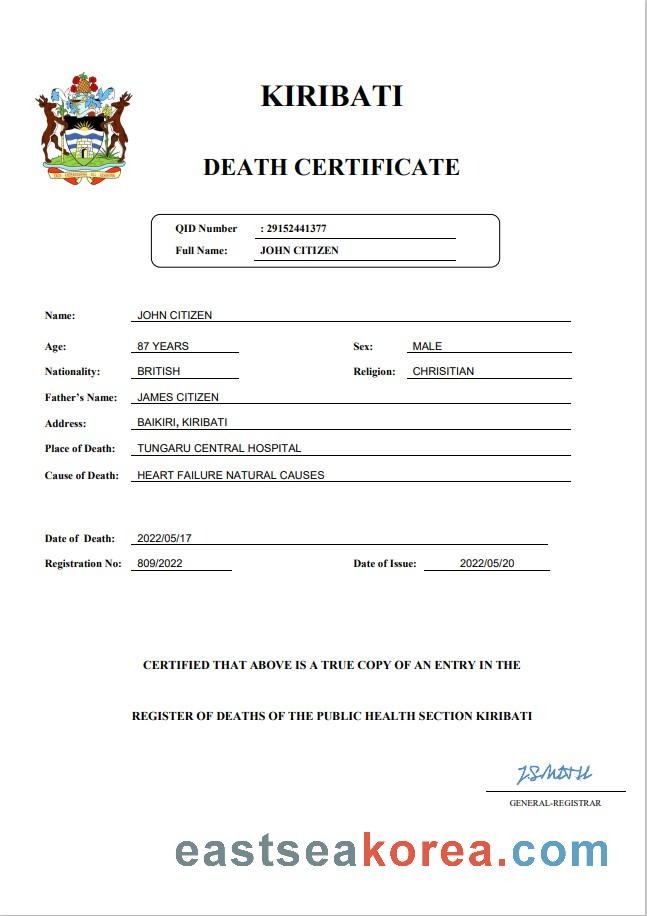 KIRIBATI
DEATH CERTIFICATE
QID Number : 29152441377
Full Name: JOHN CITIZEN
Name: JOHN CITIZEN
Age: 87 YEARS Sex: MALE
Nationality: BRITISH Religion: CHRISITIAN
Father's Name: JAMES CITIZEN
Address: BAIKIRI, KIRIBATI
Place of Death: TUNGARU CENTRAL HOSPITAL
Cause of Death: HEART FAILURE NATURAL CAUSES
Date of Death: 2022/05/17
Registration No: 809/2022 Date of Issue: 2022/05/20
CERTIFIED THAT ABOVE IS A TRUE COPY OF AN ENTRY IN THE
REGISTER OF DEATHS OF THE PUBLIC HEALTH SECTION KIRIBATI
GENERAL-REGISTRAR
eastseakorea.com